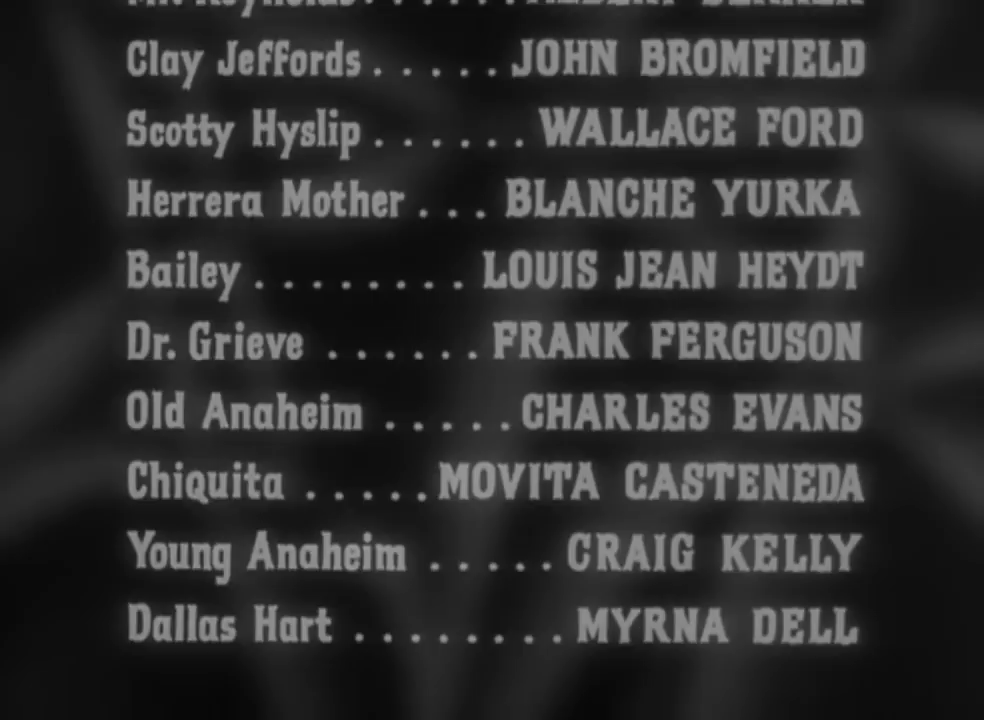 Clay Jeffords.....JOHN BROMFIELD
Scotty Hyslip......WALLACE FORD
Herrera Mother...BLANCHE YURKA
Bailey........LOUIS JEAN HEYDT
Dr. Grieve ......FRANK FERGUSON
Old Anaheim .....CHARLES EVANS
Chiquita .....MOVITA CASTENEDA
Young Anaheim .....CRAIG KELLY
Dallas Hart ........MYRNA DELL